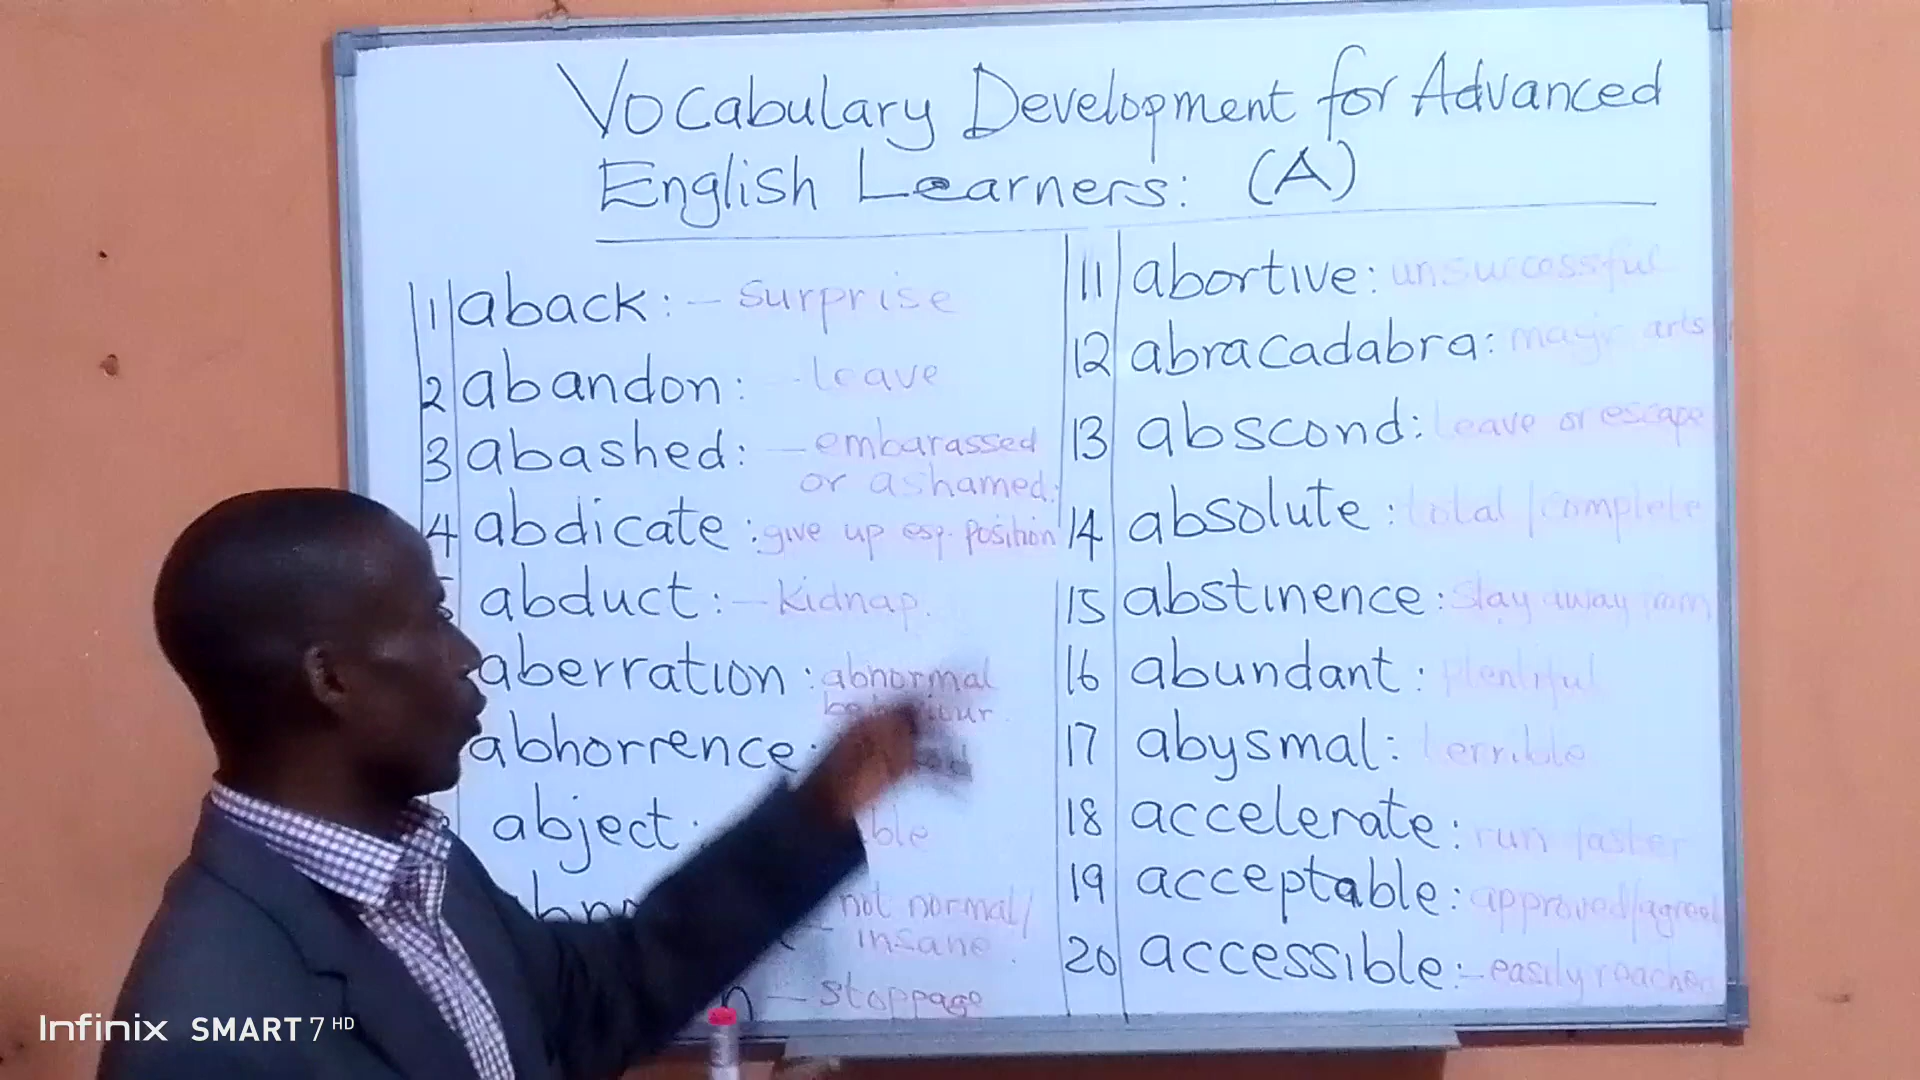 Vocabulary Development for Advanced
English Learners: (A)
1 aback: - surprise
2 abandon: - leave
3 abashed: - embarassed
or ashamed.
4 abdicate: give up esp. position
abduct: - kidnap.
aberration: abnormal
behaviour.
abhorrence:
abject:
not normal/
insane.
- stoppage
11 abortive: unsuccessful
12 abracadabra: magic arts
13 abscond: leave or escape
14 absolute: total/complete
15 abstinence: stay away from
16 abundant: plentiful
17 abysmal: terrible
18 accelerate: run faster
19 acceptable: approved/agreed
20 accessible: - easily reached
Infinix SMART 7 HD